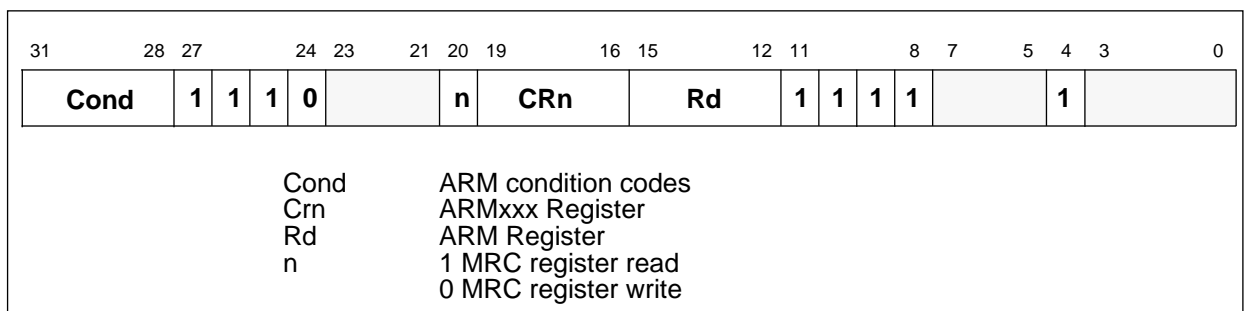 31 28 27 24 23 21 20 19 16 15 12 11 8 7 5 4 3 0
Cond 1 1 1 0 n CRn Rd 1 1 1 1 1
Cond ARM condition codes
Crn ARMxxx Register
Rd ARM Register
n 1 MRC register read
0 MRC register write